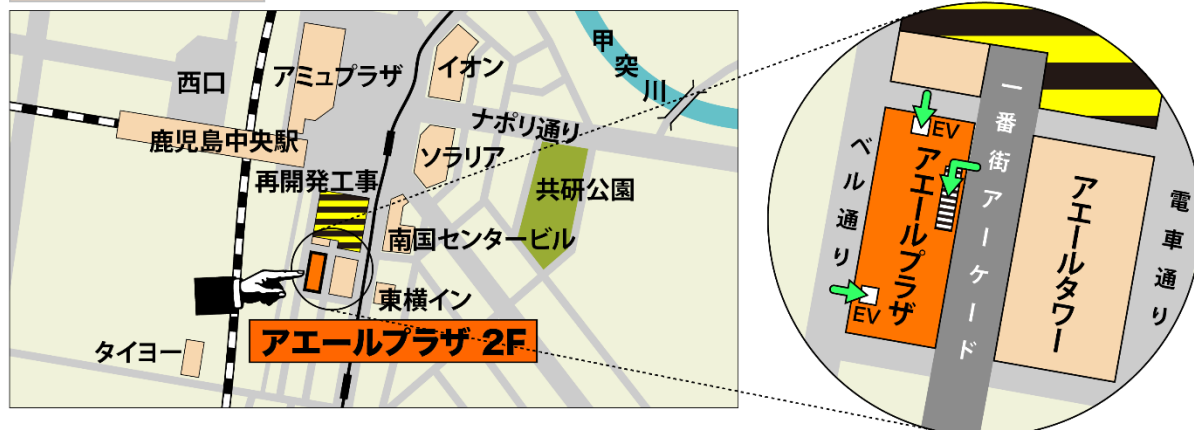 西口
アミュプラザ
イオン
甲突川
鹿児島中央駅
ナポリ通り
ソラリア
再開発工事
共研公園
南国センタービル
東横イン
アエールプラザ 2F
タイヨー
EV
アエールプラザ
EV
ベル通り
一番街アーケード
アエールタワー
電車通り